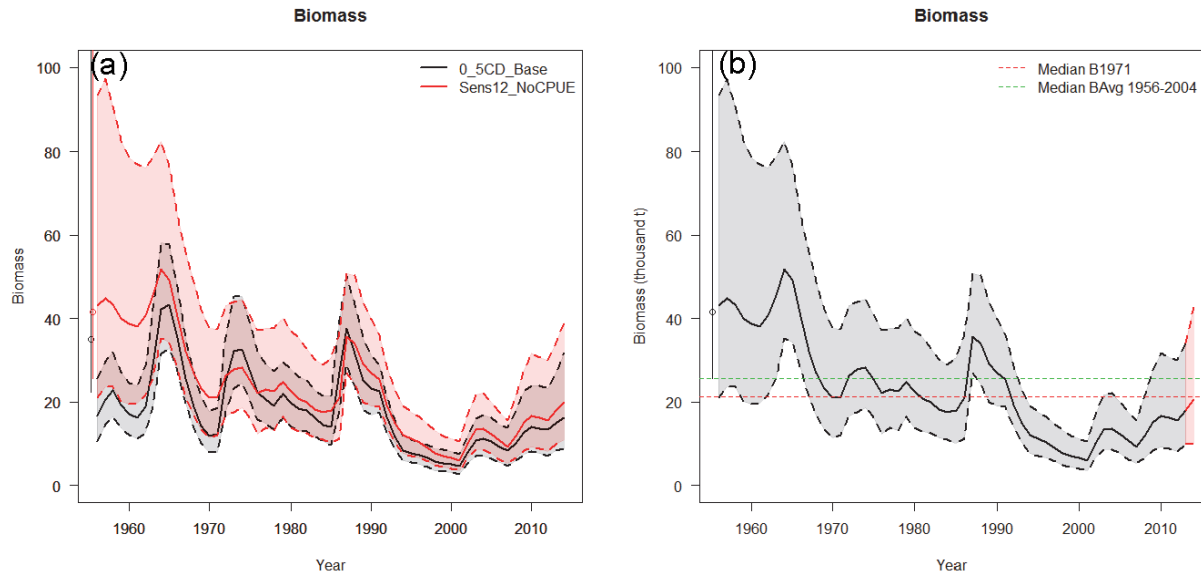 Biomass
(a)
0_5CD_Base
Sens12_NoCPUE
100
80
60
40
20
0
Biomass
1960 1970 1980 1990 2000 2010
Year
Biomass
(b)
Median B1971
Median BAvg 1956-2004
100
80
60
40
20
0
Biomass (thousand t)
1960 1970 1980 1990 2000 2010
Year